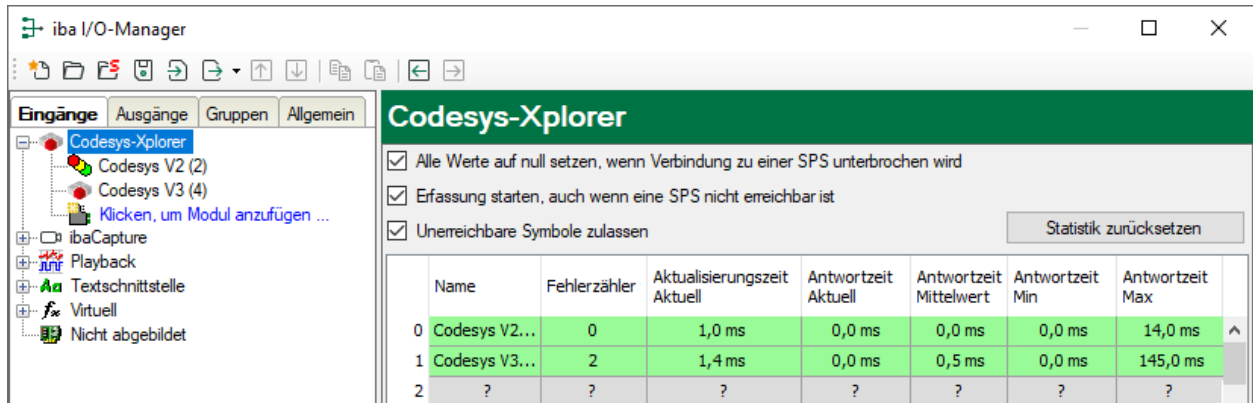 iba I/O-Manager
Eingänge Ausgänge Gruppen Allgemein
Codesys-Xplorer
Codesys V2 (2)
Codesys V3 (4)
Klicken, um Modul anzufügen ...
ibaCapture
Playback
Textschnittstelle
Virtuell
Nicht abgebildet
Codesys-Xplorer
Alle Werte auf null setzen, wenn Verbindung zu einer SPS unterbrochen wird
Erfassung starten, auch wenn eine SPS nicht erreichbar ist
Unerreichbare Symbole zulassen
Statistik zurücksetzen
Name Fehlerzähler Aktualisierungszeit Aktuell Antwortzeit Aktuell Antwortzeit Mittelwert Antwortzeit Min Antwortzeit Max
0 Codesys V2... 0 1,0 ms 0,0 ms 0,0 ms 0,0 ms 14,0 ms
1 Codesys V3... 2 1,4 ms 0,0 ms 0,5 ms 0,0 ms 145,0 ms
2 ? ? ? ? ? ? ?